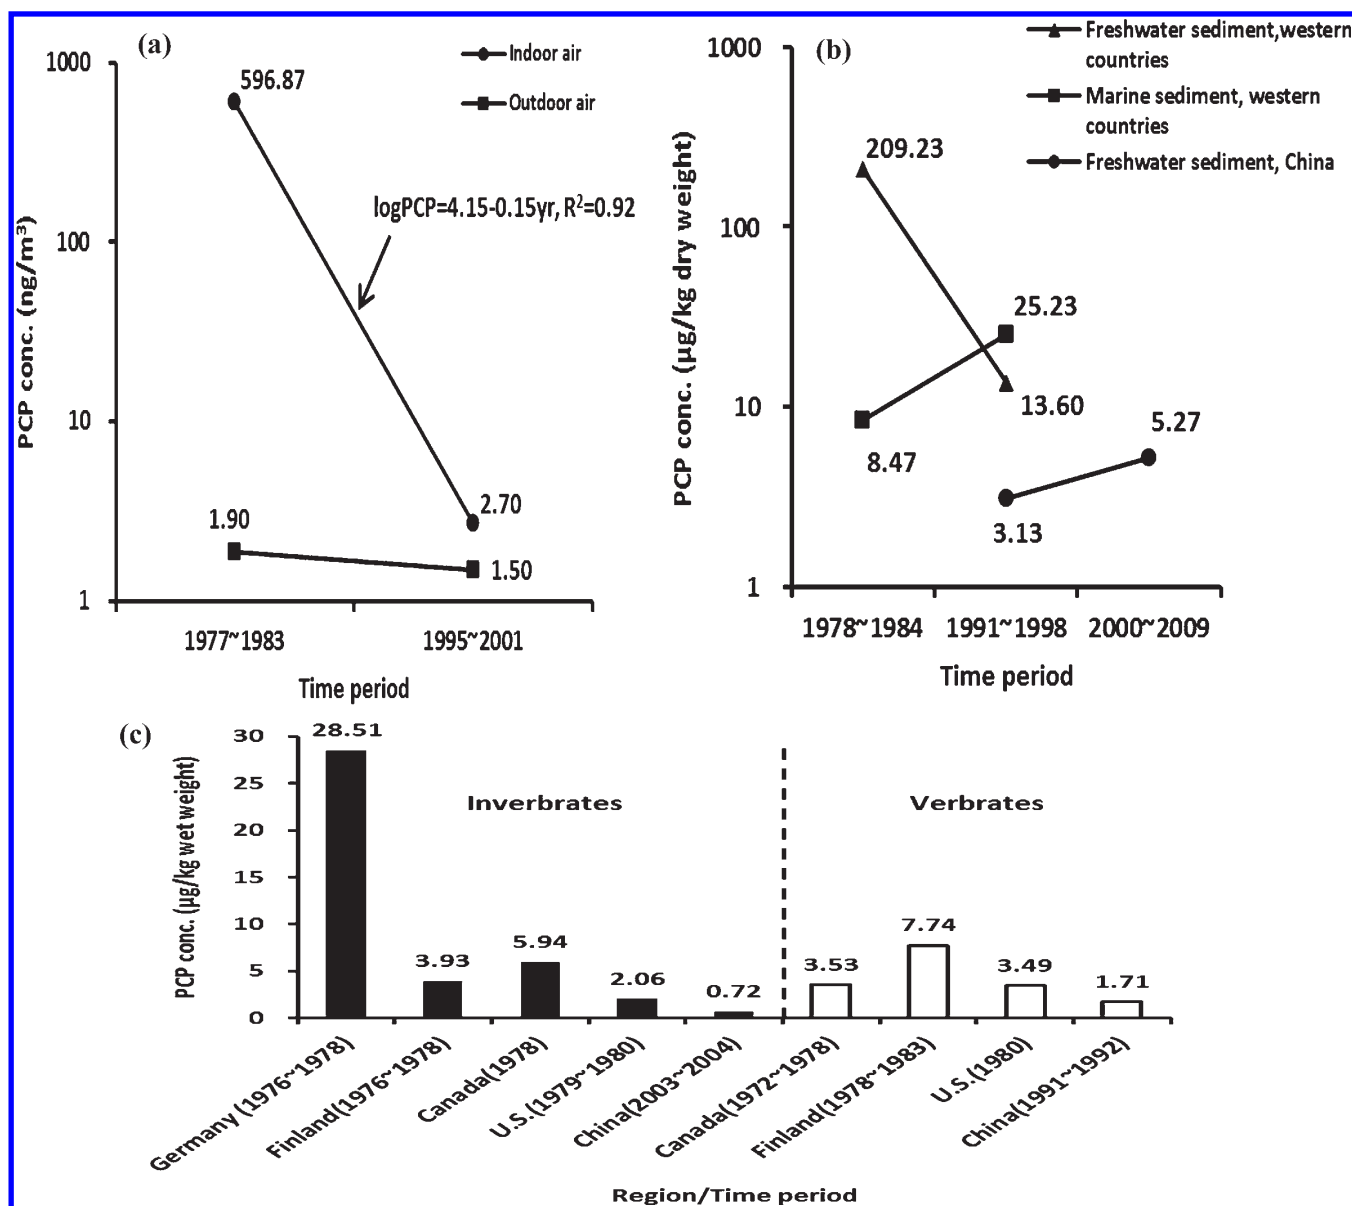 (a)
Indoor air
Outdoor air
1000
100
10
1
PCP conc. (ng/m³)
596.87
logPCP=4.15-0.15yr, R²=0.92
2.70
1.90
1.50
1977~1983
1995~2001
Time period
(b)
Freshwater sediment,western
countries
Marine sediment, western
countries
Freshwater sediment, China
1000
100
10
1
PCP conc. (µg/kg dry weight)
209.23
25.23
13.60
8.47
5.27
3.13
1978~1984
1991~1998
2000~2009
Time period
(c)
30
25
20
15
10
5
0
PCP conc. (µg/kg wet weight)
Inverbrates
Verbrates
28.51
3.93
5.94
2.06
0.72
3.53
7.74
3.49
1.71
Germany (1976~1978)
Finland(1976~1978)
Canada(1978)
U.S.(1979~1980)
China(2003~2004)
Canada(1972~1978)
Finland(1978~1983)
U.S.(1980)
China(1991~1992)
Region/Time period